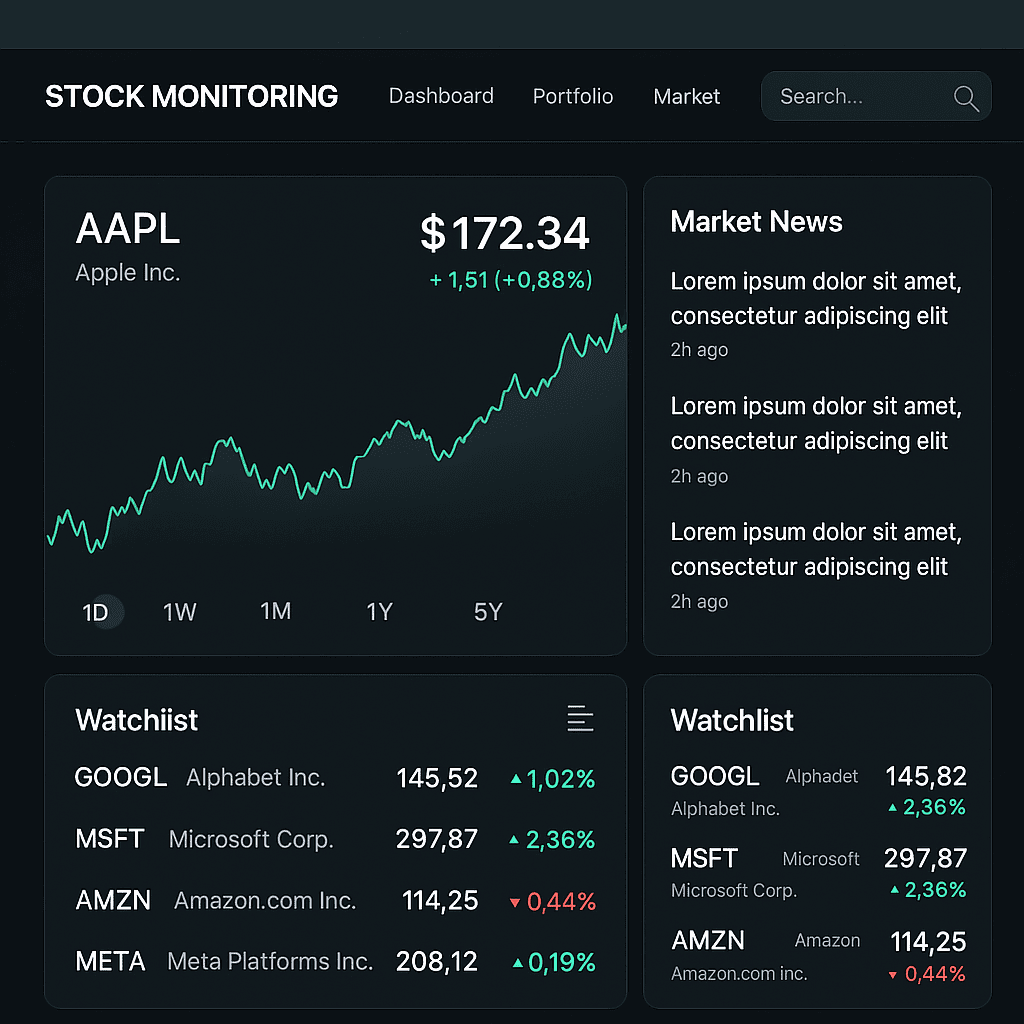 STOCK MONITORING Dashboard Portfolio Market Search...
AAPL
Apple Inc.
$172.34
+ 1,51 (+0,88%)
1D 1W 1M 1Y 5Y
Market News
Lorem ipsum dolor sit amet,
consectetur adipiscing elit
2h ago
Lorem ipsum dolor sit amet,
consectetur adipiscing elit
2h ago
Lorem ipsum dolor sit amet,
consectetur adipiscing elit
2h ago
Watchiist
GOOGL Alphabet Inc. 145,52 ▲1,02%
MSFT Microsoft Corp. 297,87 ▲2,36%
AMZN Amazon.com Inc. 114,25 ▼0,44%
META Meta Platforms Inc. 208,12 ▲0,19%
Watchlist
GOOGL Alphadet 145,82
Alphabet Inc. ▲2,36%
MSFT Microsoft 297,87
Microsoft Corp. ▲2,36%
AMZN Amazon 114,25
Amazon.com inc. ▼0,44%